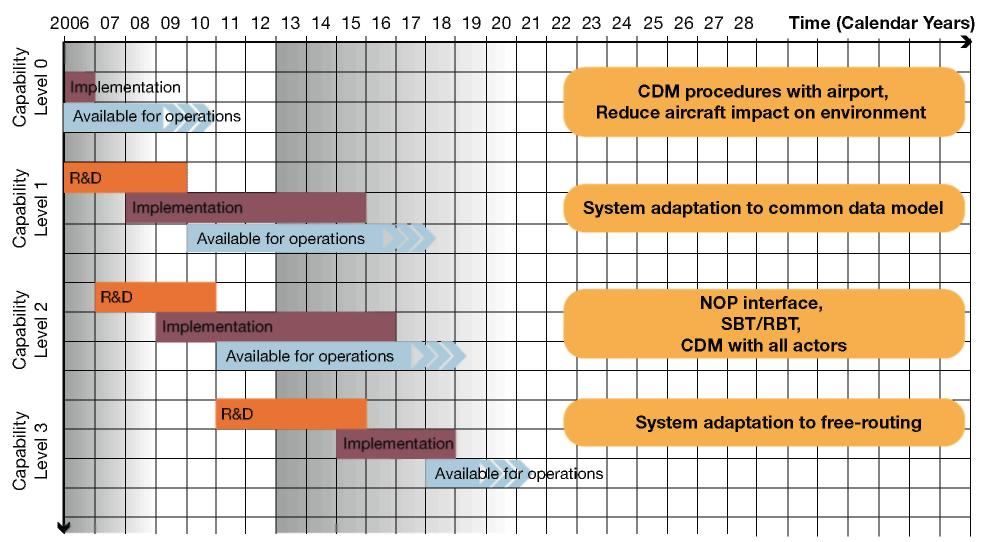 2006 07 08 09 10 11 12 13 14 15 16 17 18 19 20 21 22 23 24 25 26 27 28 Time (Calendar Years)
Capability
Level 0
Implementation
Available for operations
CDM procedures with airport,
Reduce aircraft impact on environment
Capability
Level 1
R&D
Implementation
Available for operations
System adaptation to common data model
Capability
Level 2
R&D
Implementation
Available for operations
NOP interface,
SBT/RBT,
CDM with all actors
Capability
Level 3
R&D
Implementation
Available for operations
System adaptation to free-routing